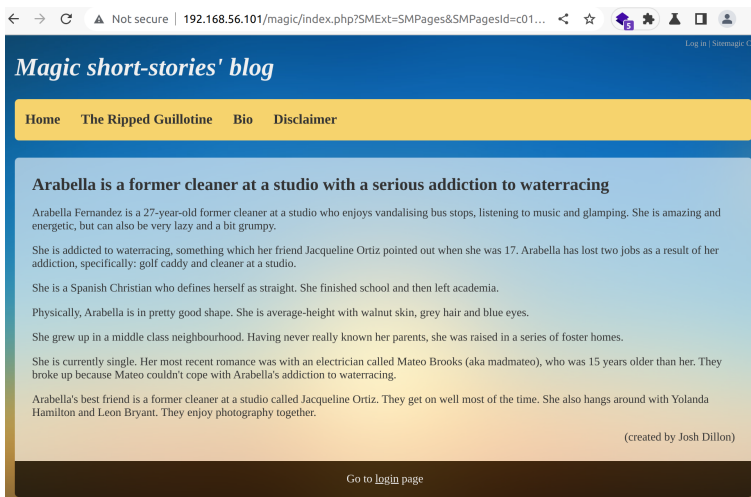 Not secure 192.168.56.101/magic/index.php?SMExt=SMPages&SMPagesId=c01...
5
Log in | Sitemagic C
Magic short-stories' blog
Home The Ripped Guillotine Bio Disclaimer
Arabella is a former cleaner at a studio with a serious addiction to waterracing
Arabella Fernandez is a 27-year-old former cleaner at a studio who enjoys vandalising bus stops, listening to music and glamping. She is amazing and
energetic, but can also be very lazy and a bit grumpy.
She is addicted to waterracing, something which her friend Jacqueline Ortiz pointed out when she was 17. Arabella has lost two jobs as a result of her
addiction, specifically: golf caddy and cleaner at a studio.
She is a Spanish Christian who defines herself as straight. She finished school and then left academia.
Physically, Arabella is in pretty good shape. She is average-height with walnut skin, grey hair and blue eyes.
She grew up in a middle class neighbourhood. Having never really known her parents, she was raised in a series of foster homes.
She is currently single. Her most recent romance was with an electrician called Mateo Brooks (aka madmateo), who was 15 years older than her. They
broke up because Mateo couldn't cope with Arabella's addiction to waterracing.
Arabella's best friend is a former cleaner at a studio called Jacqueline Ortiz. They get on well most of the time. She also hangs around with Yolanda
Hamilton and Leon Bryant. They enjoy photography together.
(created by Josh Dillon)
Go to login page